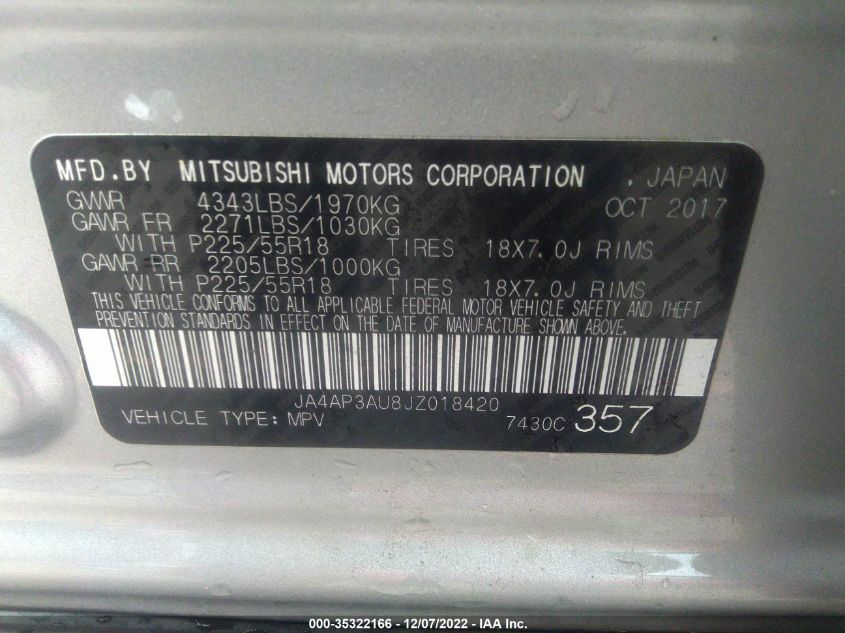 MFD.BY MITSUBISHI MOTORS CORPORATION . JAPAN
GVWR 4343LBS/1970KG OCT 2017
GAWR FR 2271LBS/1030KG
WITH P225/55R18 TIRES 18X7.0J RIMS
GAWR RR 2205LBS/1000KG
WITH P225/55R18 TIRES 18X7.0J RIMS
THIS VEHICLE CONFORMS TO ALL APPLICABLE FEDERAL MOTOR VEHICLE SAFETY AND THEFT
PREVENTION STANDARDS IN EFFECT ON THE DATE OF MANUFACTURE SHOWN ABOVE.
JA4AP3AU8JZ018420
VEHICLE TYPE: MPV 7430C 357
000-35322166 - 12/07/2022 - IAA Inc.